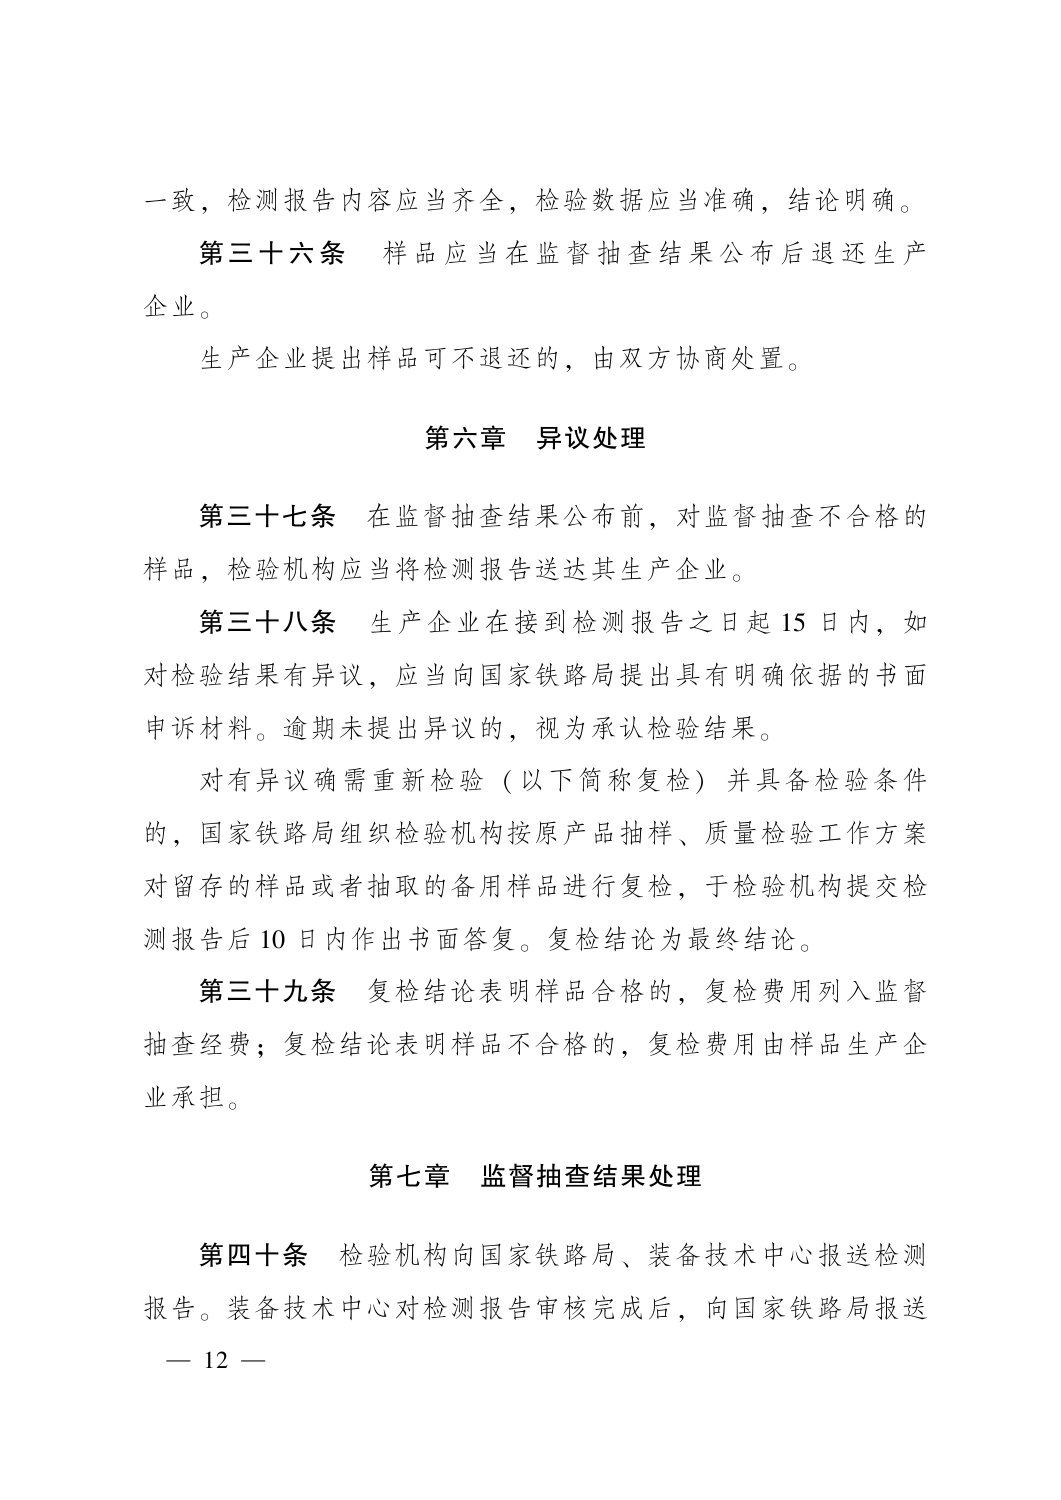 一致，检测报告内容应当齐全，检验数据应当准确，结论明确。
第三十六条　样品应当在监督抽查结果公布后退还生产
企业。
生产企业提出样品可不退还的，由双方协商处置。
第六章　异议处理
第三十七条　在监督抽查结果公布前，对监督抽查不合格的
样品，检验机构应当将检测报告送达其生产企业。
第三十八条　生产企业在接到检测报告之日起 15 日内，如
对检验结果有异议，应当向国家铁路局提出具有明确依据的书面
申诉材料。逾期未提出异议的，视为承认检验结果。
对有异议确需重新检验（以下简称复检）并具备检验条件
的，国家铁路局组织检验机构按原产品抽样、质量检验工作方案
对留存的样品或者抽取的备用样品进行复检，于检验机构提交检
测报告后 10 日内作出书面答复。复检结论为最终结论。
第三十九条　复检结论表明样品合格的，复检费用列入监督
抽查经费；复检结论表明样品不合格的，复检费用由样品生产企
业承担。
第七章　监督抽查结果处理
第四十条　检验机构向国家铁路局、装备技术中心报送检测
报告。装备技术中心对检测报告审核完成后，向国家铁路局报送
— 12 —